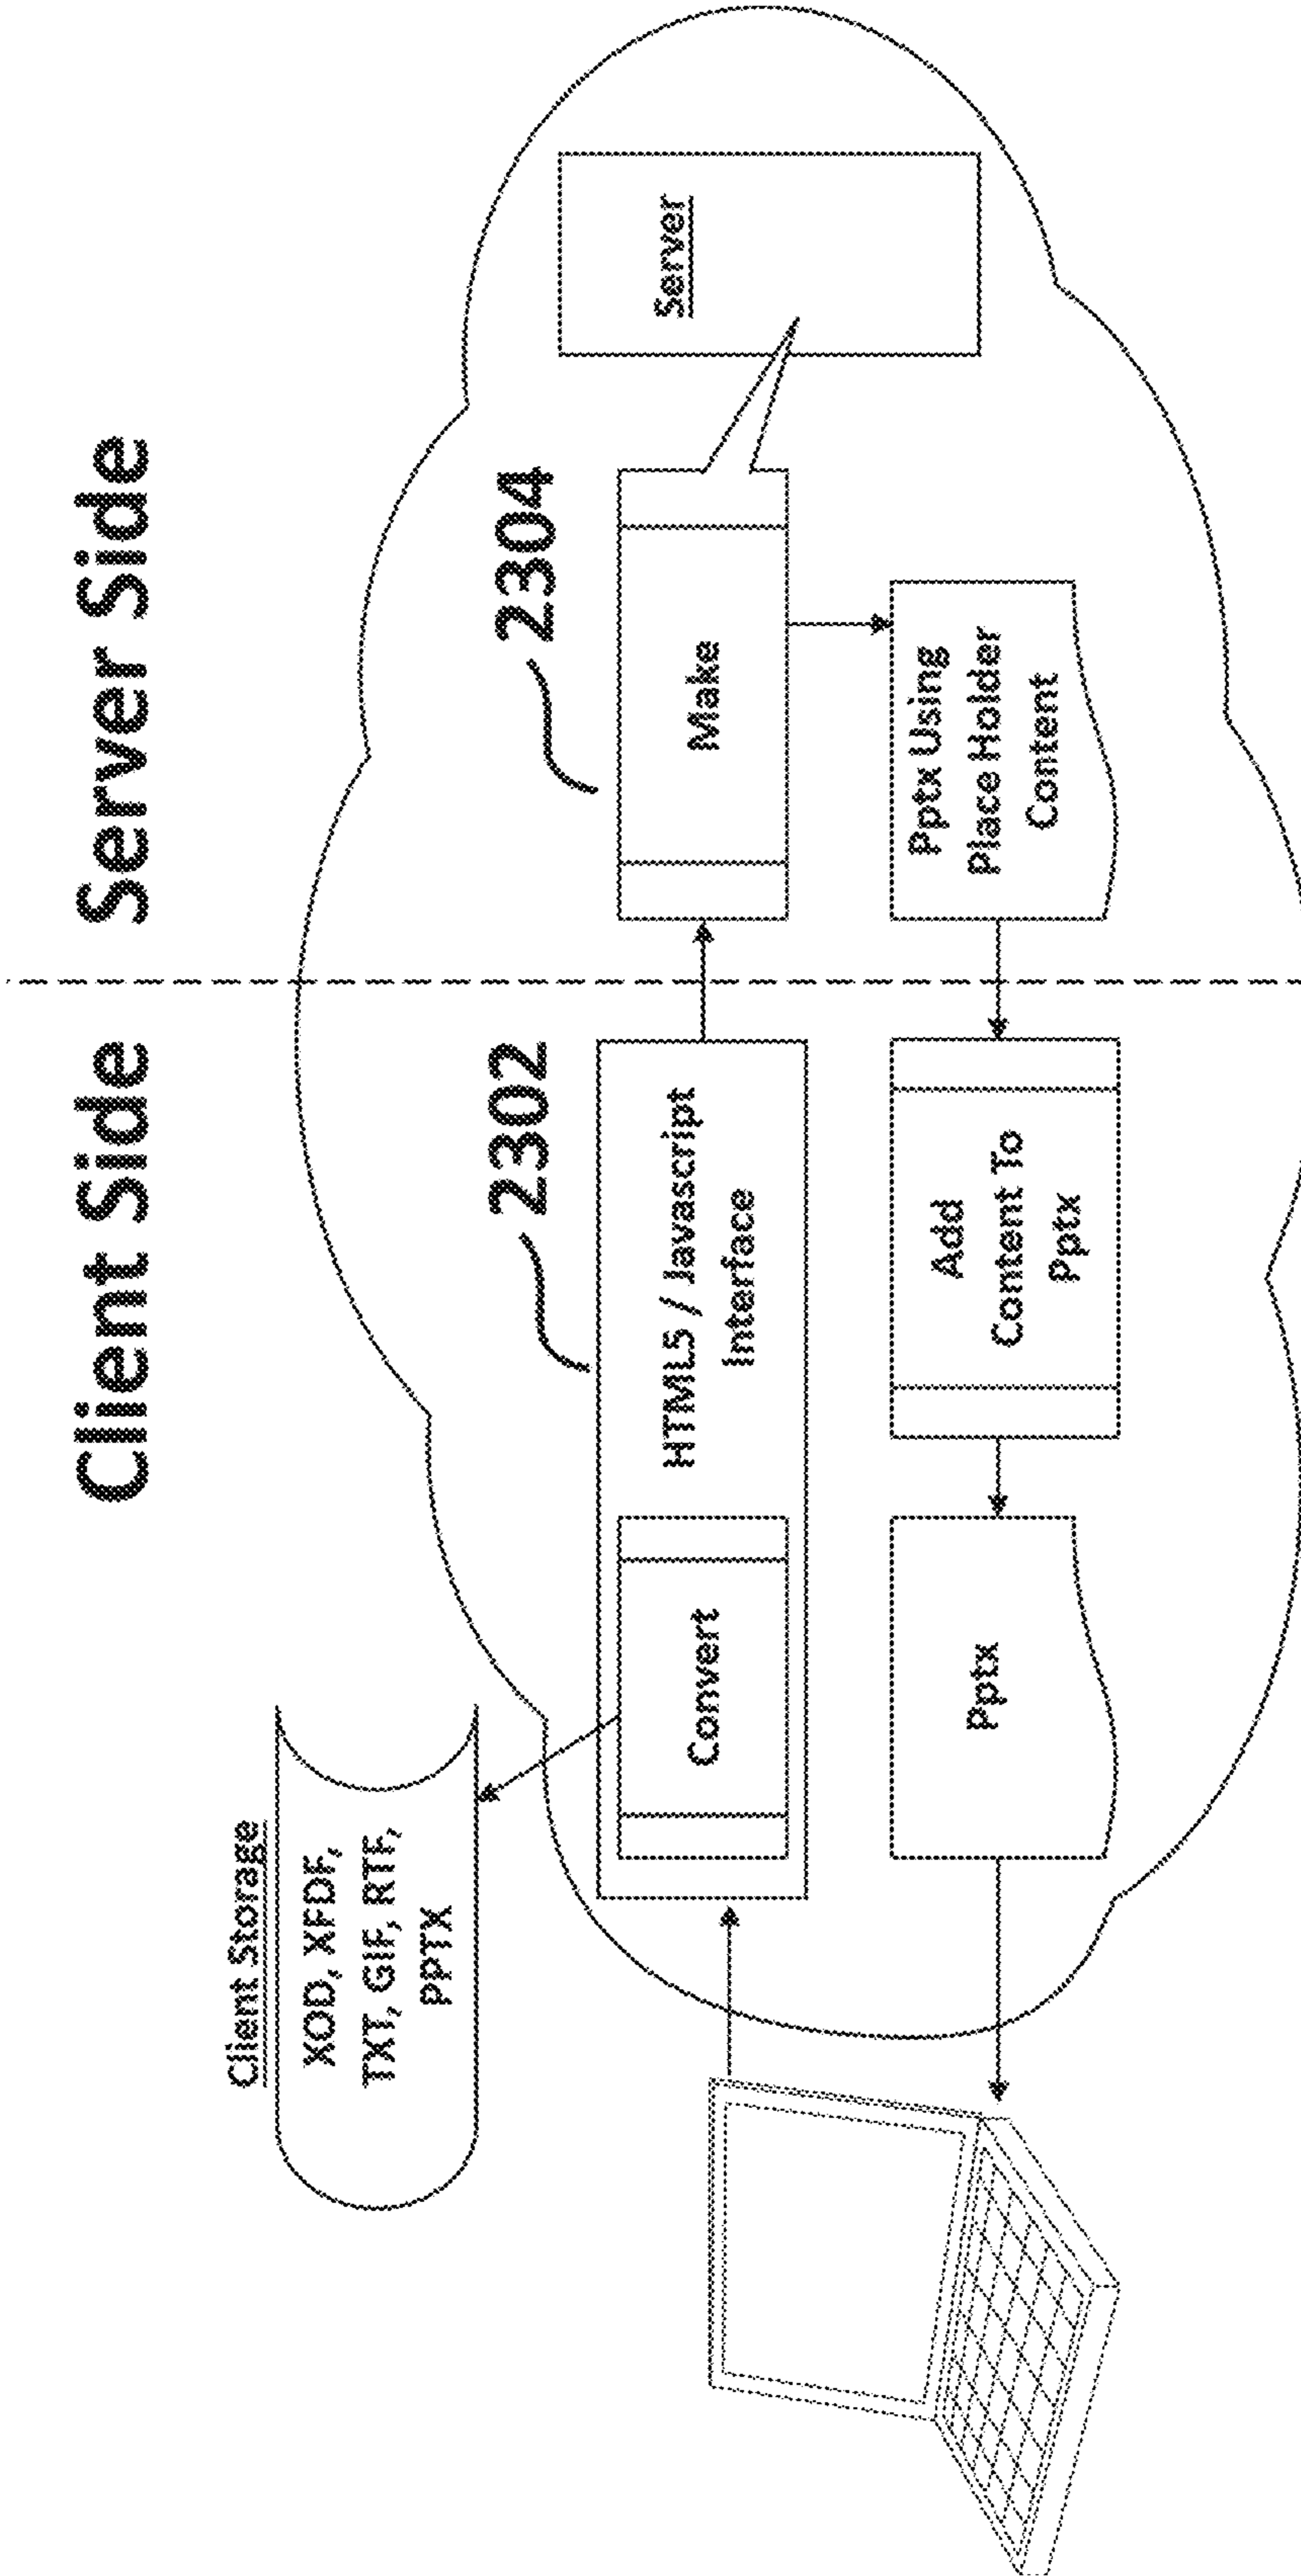 Client Side
Server Side
Client Storage
XOD, XFDF,
TXT, GIF, RTF,
PPTX
2302
2304
Convert
HTML5 / Javascript
Interface
Make
Server
Pptx
Add
Content To
Pptx
Pptx Using
Place Holder
Content